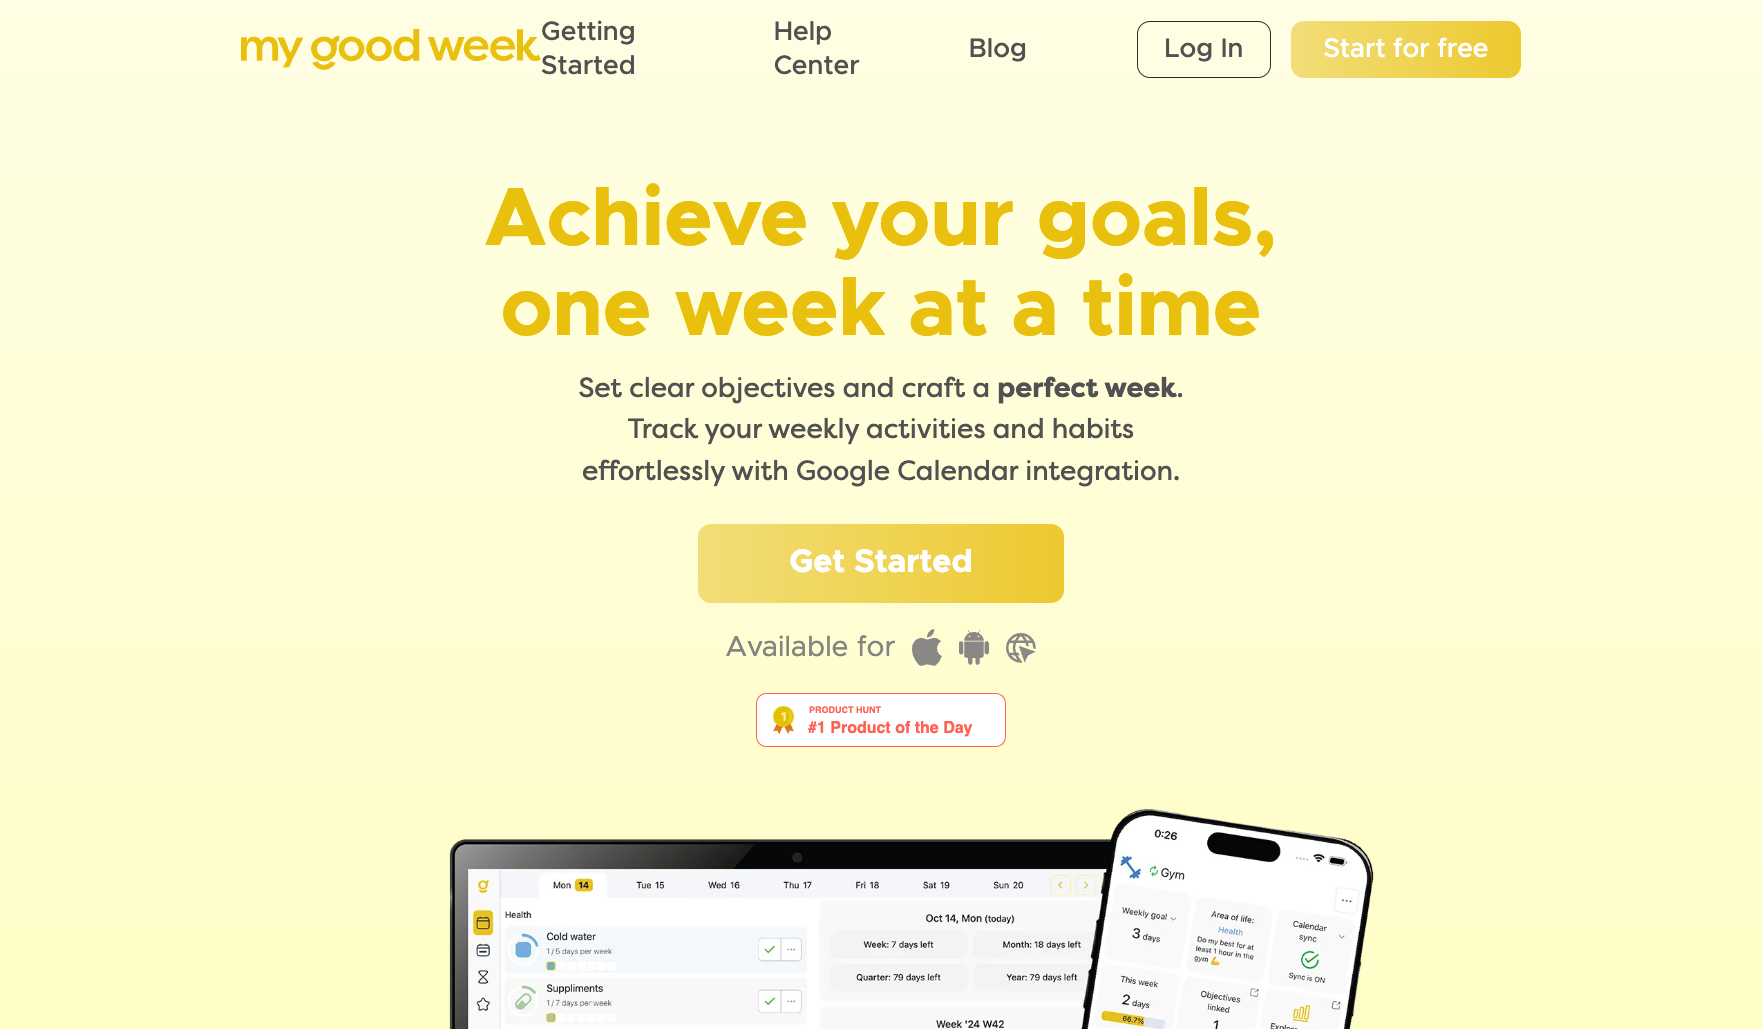 my good week
Getting
Started
Help
Center
Blog
Log In
Start for free
Achieve your goals,
one week at a time
Set clear objectives and craft a perfect week.
Track your weekly activities and habits
effortlessly with Google Calendar integration.
Get Started
Available for
1
PRODUCT HUNT
#1 Product of the Day
g
Mon 14
Tue 15
Wed 16
Thu 17
Fri 18
Sat 19
Sun 20
Health
Cold water
1/5 days per week
Suppliments
1/7 days per week
Oct 14, Mon (today)
Week: 7 days left
Month: 18 days left
Quarter: 79 days left
Year: 79 days left
Week '24 W42
0:26
Gym
Weekly goal
3 days
Area of life:
Health
Do my best for at
least 1 hour in the
gym 💪
Calendar
sync
Sync is ON
This week
2 days
66.7%
Objectives
linked
1